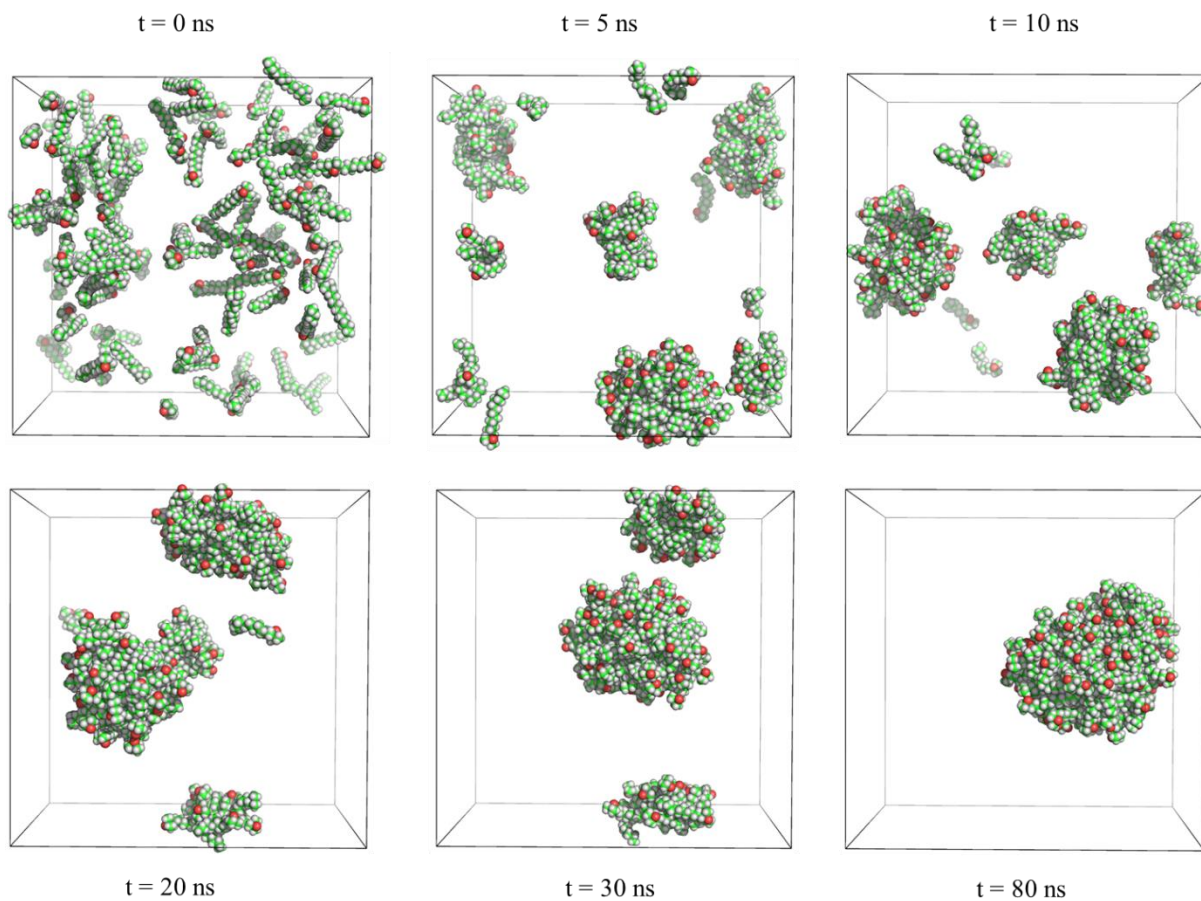 t = 0 ns
t = 5 ns
t = 10 ns
t = 20 ns
t = 30 ns
t = 80 ns